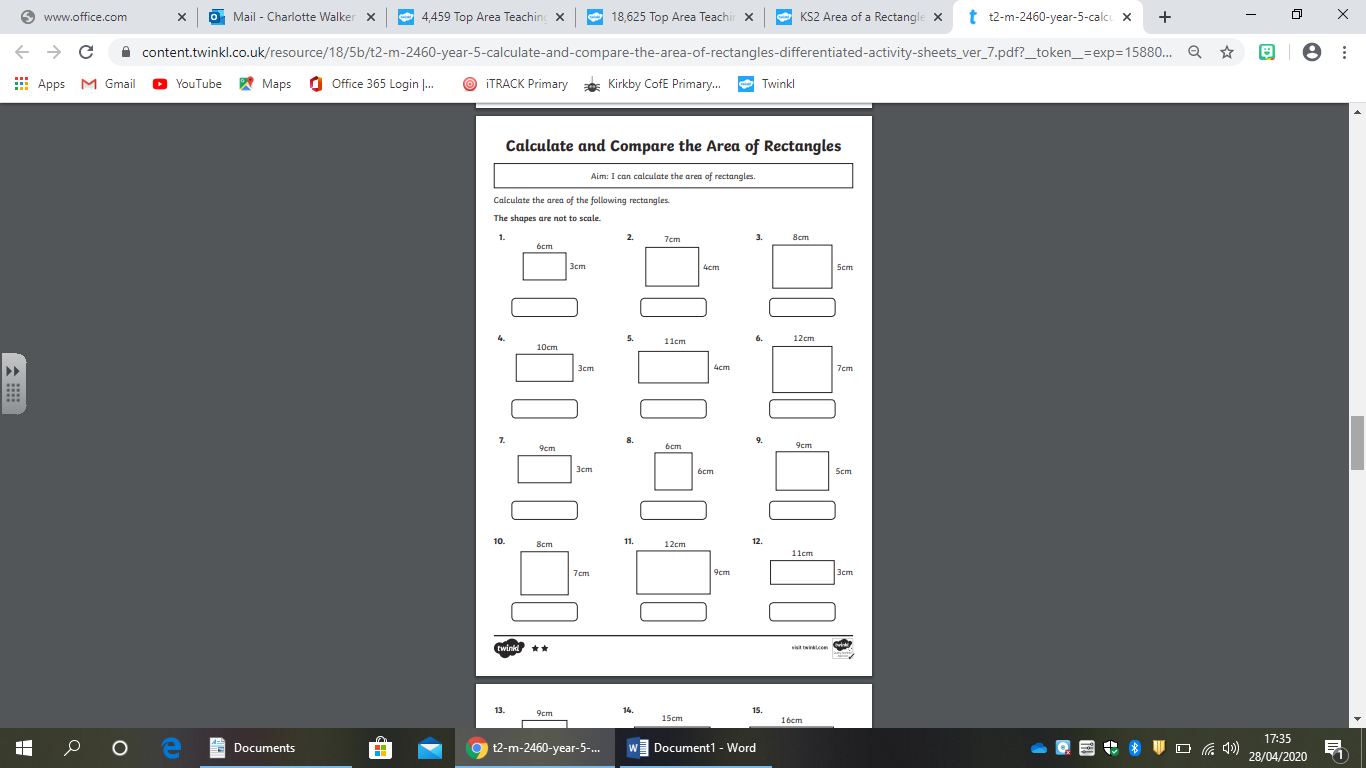 www.office.com
Mail - Charlotte Walker
4,459 Top Area Teaching
18,625 Top Area Teachin
KS2 Area of a Rectangle
t2-m-2460-year-5-calcu
content.twinkl.co.uk/resource/18/5b/t2-m-2460-year-5-calculate-and-compare-the-area-of-rectangles-differentiated-activity-sheets_ver_7.pdf?__token__=exp=15880...
Apps
Gmail
YouTube
Maps
Office 365 Login |...
iTRACK Primary
Kirkby CofE Primary...
Twinkl
Calculate and Compare the Area of Rectangles
Aim: I can calculate the area of rectangles.
Calculate the area of the following rectangles.
The shapes are not to scale.
1. 6cm 3cm
2. 7cm 4cm
3. 8cm 5cm
4. 10cm 3cm
5. 11cm 4cm
6. 12cm 7cm
7. 9cm 3cm
8. 6cm 6cm
9. 9cm 5cm
10. 8cm 7cm
11. 12cm 9cm
12. 11cm 3cm
twinkl
visit twinkl.com
13. 9cm
14. 15cm
15. 16cm
Documents
t2-m-2460-year-5-...
Document1 - Word
17:35
28/04/2020
1